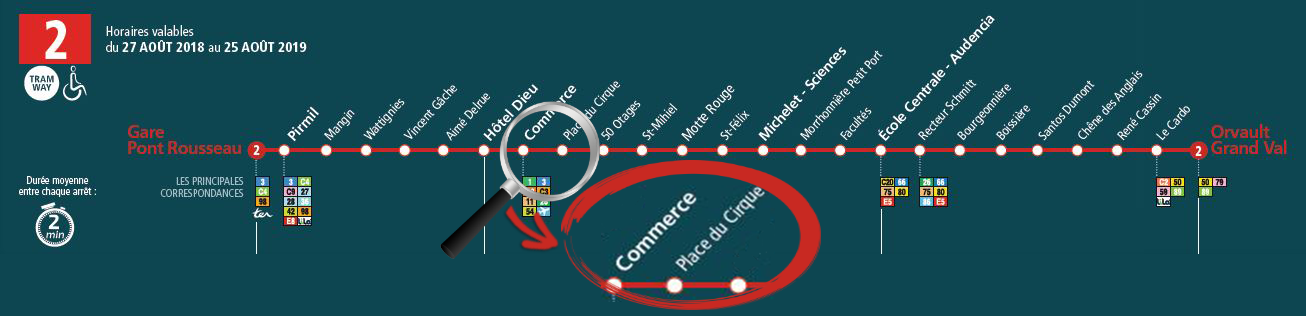 2
Horaires valables
du 27 AOÛT 2018 au 25 AOÛT 2019
TRAM
WAY
Gare
Pont Rousseau
2
Pirmil
Mangin
Wattignies
Vincent Gâche
Aimé Delrue
Hôtel Dieu
Commerce
Place du Cirque
50 Otages
St-Mihiel
Motte Rouge
St-Félix
Michelet - Sciences
Morrhonnière Petit Port
Facultés
École Centrale - Audencia
Recteur Schmitt
Bourgeonnière
Boissière
Santos Dumont
Chêne des Anglais
René Cassin
Le Cardo
2
Orvault
Grand Val
Durée moyenne
entre chaque arrêt :
2
min
LES PRINCIPALES
CORRESPONDANCES
3
C4
98
ter
3 C4
C9 27
28 36
42 98
E8
1 3
C3
11
54
C20 66
75 80
E5
26 66
75 80
86 E5
C2 50
59 89
50 79
89
Commerce
Place du Cirque